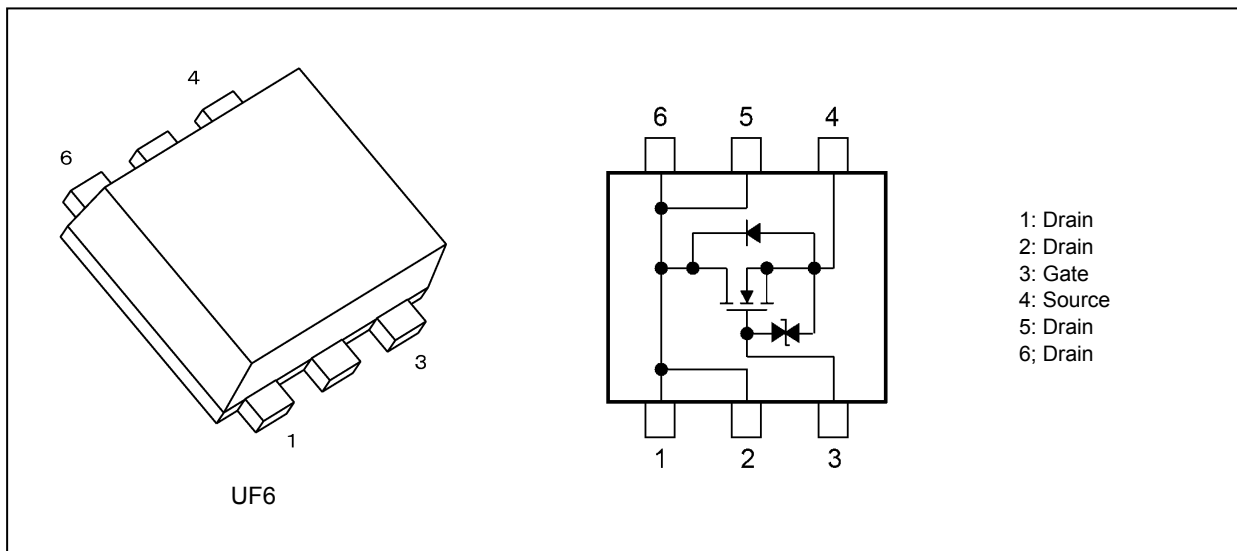 4
6
3
1
UF6
6 5 4
1 2 3
1: Drain
2: Drain
3: Gate
4: Source
5: Drain
6; Drain